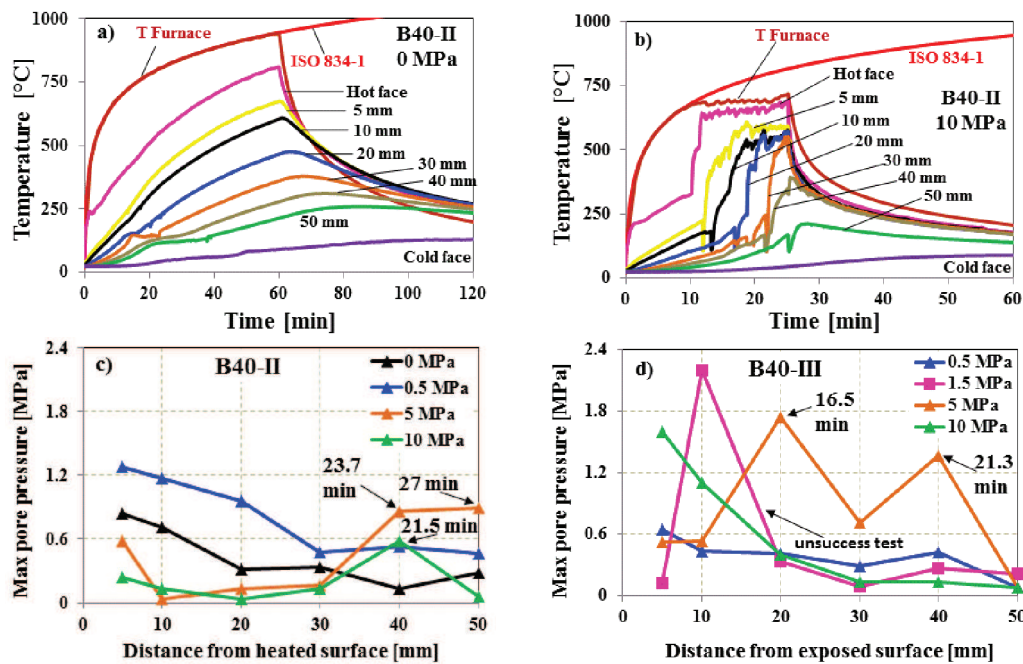 a)
B40-II
0 MPa
T Furnace
ISO 834-1
Hot face
5 mm
10 mm
20 mm
30 mm
40 mm
50 mm
Cold face
Temperature [°C]
1000
750
500
250
0
0 20 40 60 80 100 120
Time [min]
b)
T Furnace
ISO 834-1
B40-II
10 MPa
Hot face
5 mm
10 mm
20 mm
30 mm
40 mm
50 mm
Cold face
Temperature [°C]
1000
750
500
250
0
0 10 20 30 40 50 60
Time [min]
c)
B40-II
0 MPa
0.5 MPa
5 MPa
10 MPa
23.7 min
27 min
21.5 min
Max pore pressure [MPa]
2.4
1.8
1.2
0.6
0
0 10 20 30 40 50
Distance from heated surface [mm]
d)
B40-III
0.5 MPa
1.5 MPa
5 MPa
10 MPa
16.5
min
21.3
min
unsuccess test
Max pore pressure [MPa]
2.4
1.8
1.2
0.6
0
0 10 20 30 40 50
Distance from exposed surface [mm]